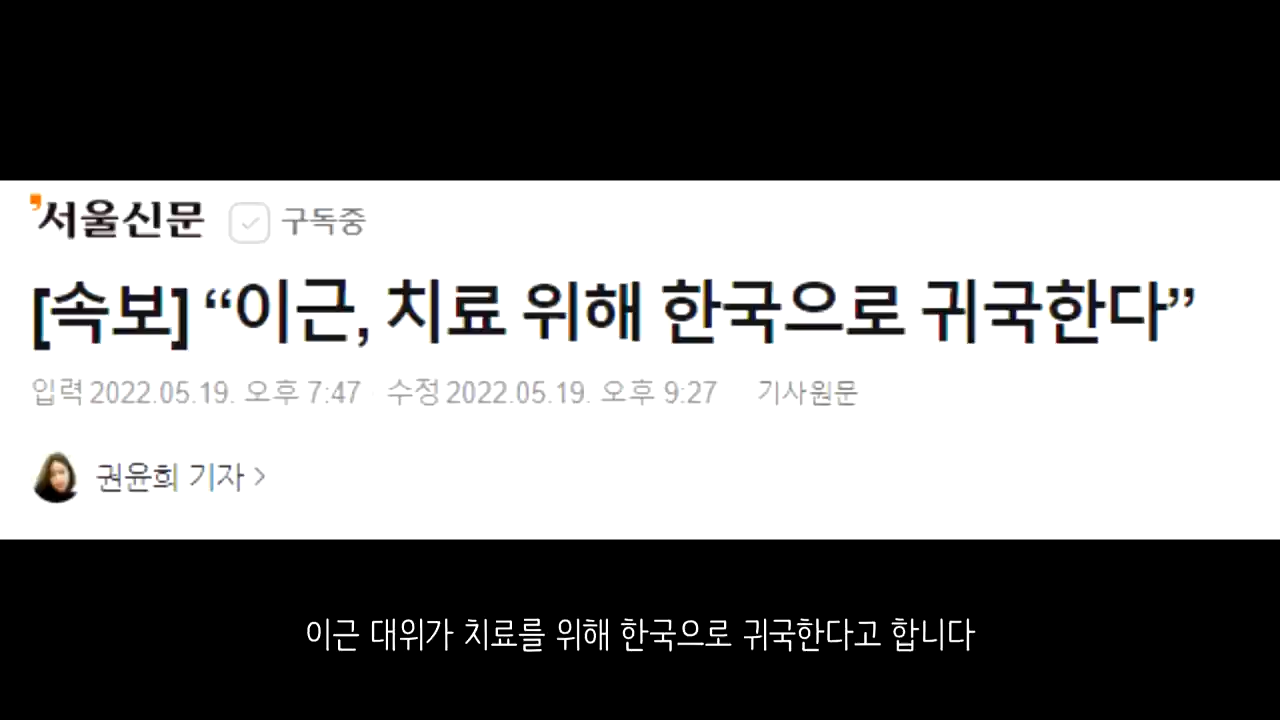 서울신문 구독중
[속보] “이근, 치료 위해 한국으로 귀국한다”
입력 2022.05.19. 오후 7:47 · 수정 2022.05.19. 오후 9:27 기사원문
권윤희 기자 >
이근 대위가 치료를 위해 한국으로 귀국한다고 합니다